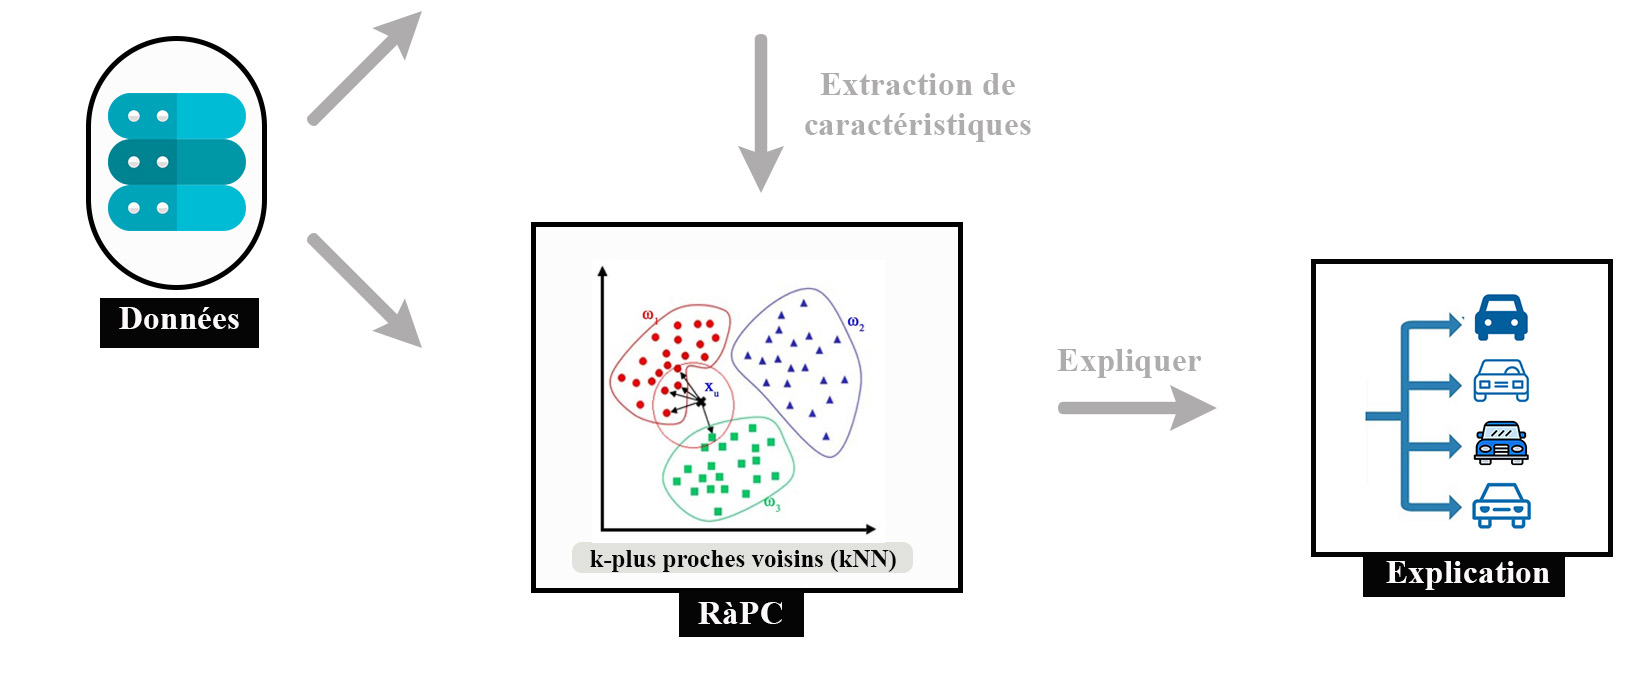 Extraction de
caractéristiques
Données
ω1
ω2
xu
ω3
k-plus proches voisins (kNN)
RàPC
Expliquer
Explication